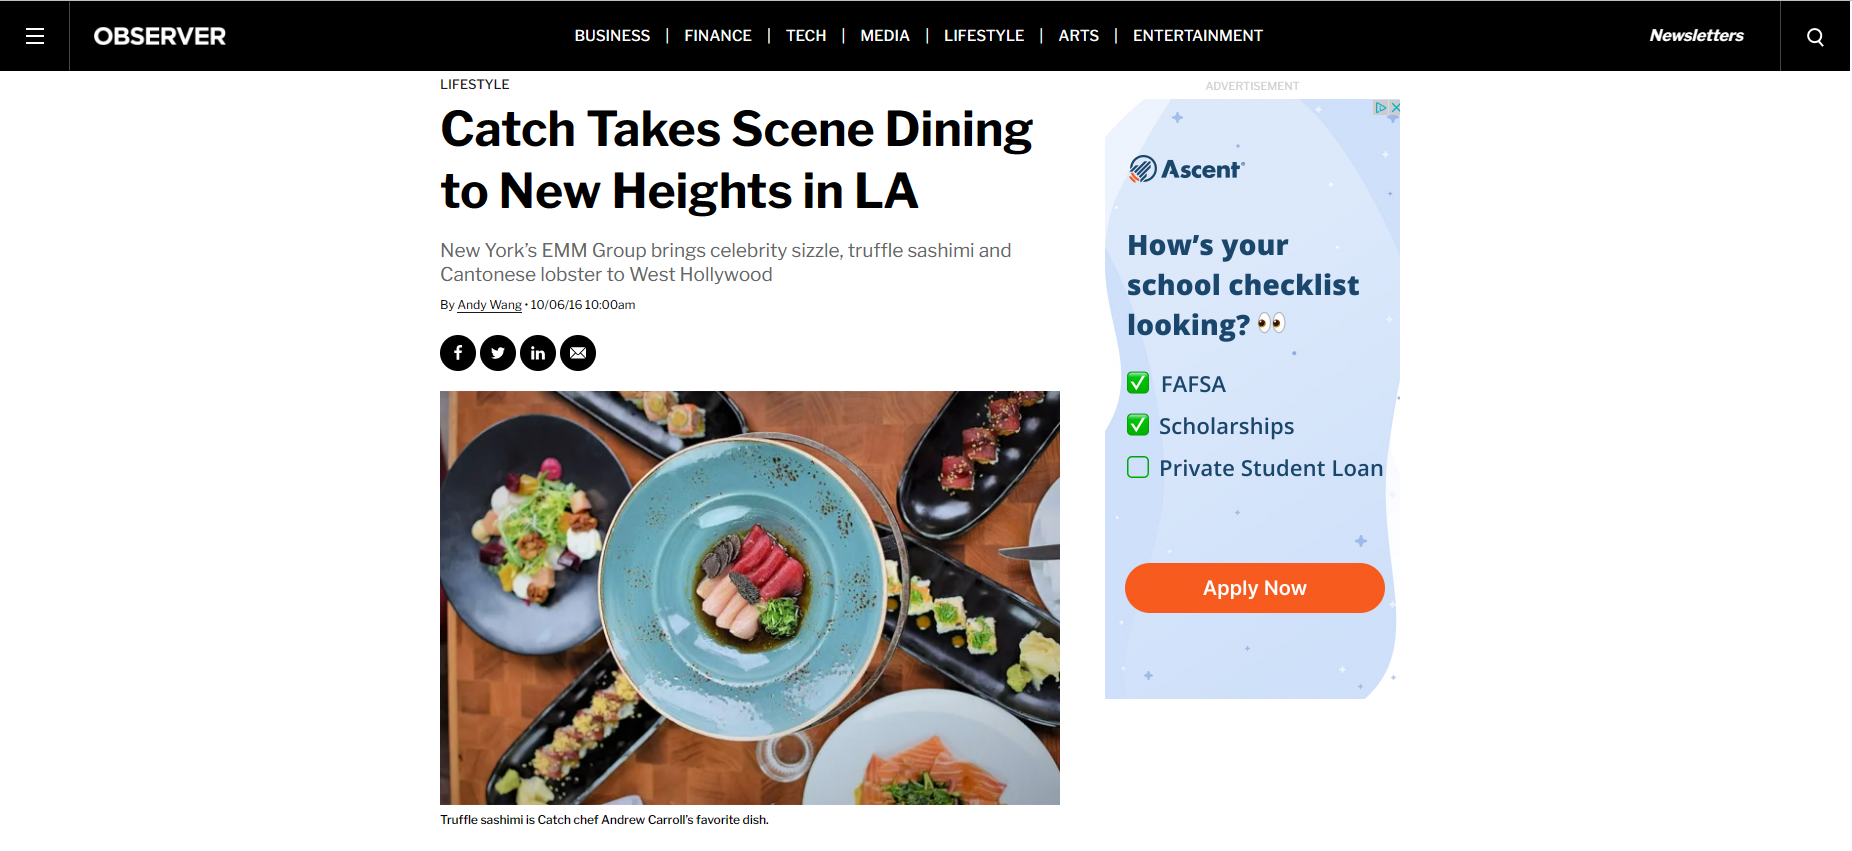 OBSERVER
BUSINESS | FINANCE | TECH | MEDIA | LIFESTYLE | ARTS | ENTERTAINMENT
Newsletters
LIFESTYLE
Catch Takes Scene Dining
to New Heights in LA
New York’s EMM Group brings celebrity sizzle, truffle sashimi and
Cantonese lobster to West Hollywood
By Andy Wang • 10/06/16 10:00am
Truffle sashimi is Catch chef Andrew Carroll’s favorite dish.
ADVERTISEMENT
Ascent®
How’s your
school checklist
looking? 👀
✅ FAFSA
✅ Scholarships
Private Student Loan
Apply Now